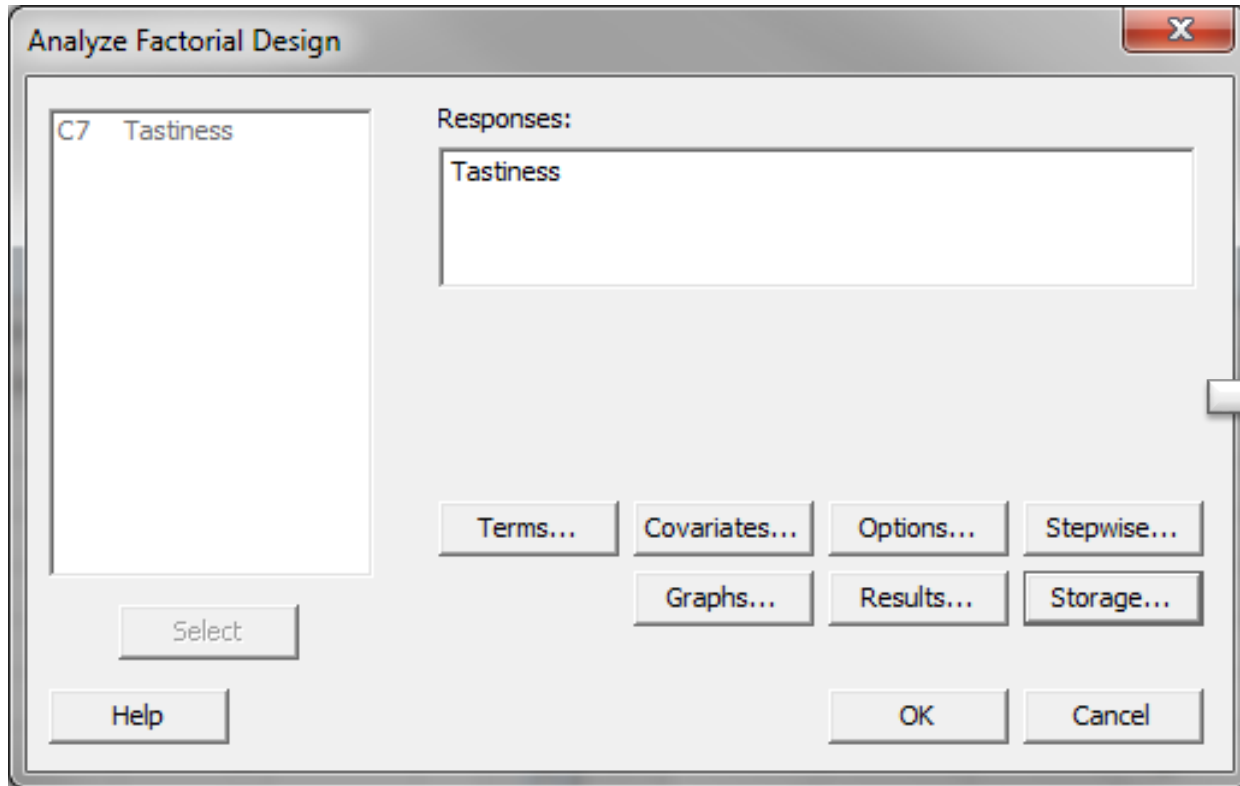 Analyze Factorial Design
X
C7 Tastiness
Responses:
Tastiness
Terms...
Covariates...
Options...
Stepwise...
Graphs...
Results...
Storage...
Select
Help
OK
Cancel